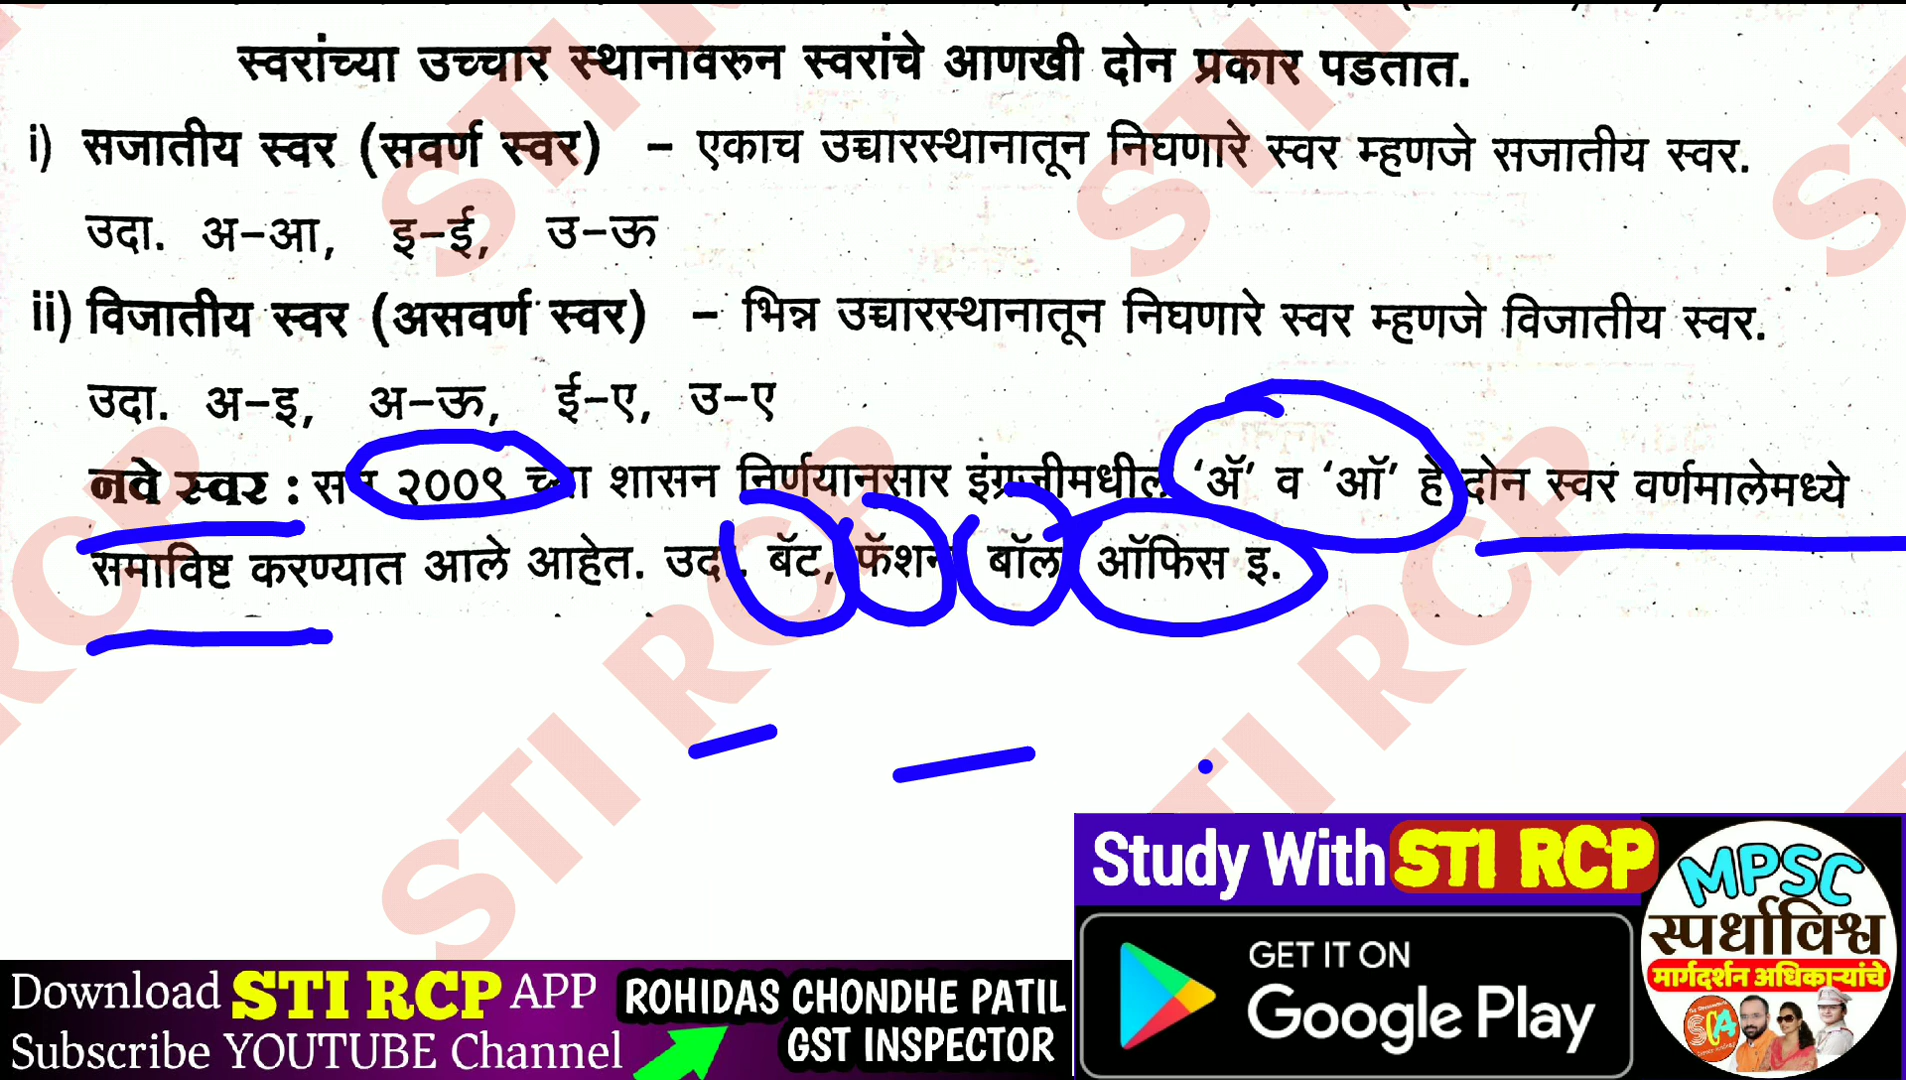 स्वरांच्या उच्चार स्थानावरून स्वरांचे आणखी दोन प्रकार पडतात.
i) सजातीय स्वर (सवर्ण स्वर) – एकाच उच्चारस्थानातून निघणारे स्वर म्हणजे सजातीय स्वर.
उदा. अ–आ, इ–ई, उ–ऊ
ii) विजातीय स्वर (असवर्ण स्वर) – भिन्न उच्चारस्थानातून निघणारे स्वर म्हणजे विजातीय स्वर.
उदा. अ–इ, अ–ऊ, ई–ए, उ–ए
नवे स्वर : सन २००९ च्या शासन निर्णयानुसार इंग्रजीमधील ‘ॲ’ व ‘ऑ’ हे दोन स्वर वर्णमालेमध्ये
समाविष्ट करण्यात आले आहेत. उदा. बॅट, फॅशन बॉल ऑफिस इ.
STI RCP
Study With STI RCP
GET IT ON
Google Play
MPSC
स्पर्धाविश्व
मार्गदर्शन अधिकाऱ्यांचे
Download STI RCP APP
Subscribe YOUTUBE Channel
ROHIDAS CHONDHE PATIL
GST INSPECTOR